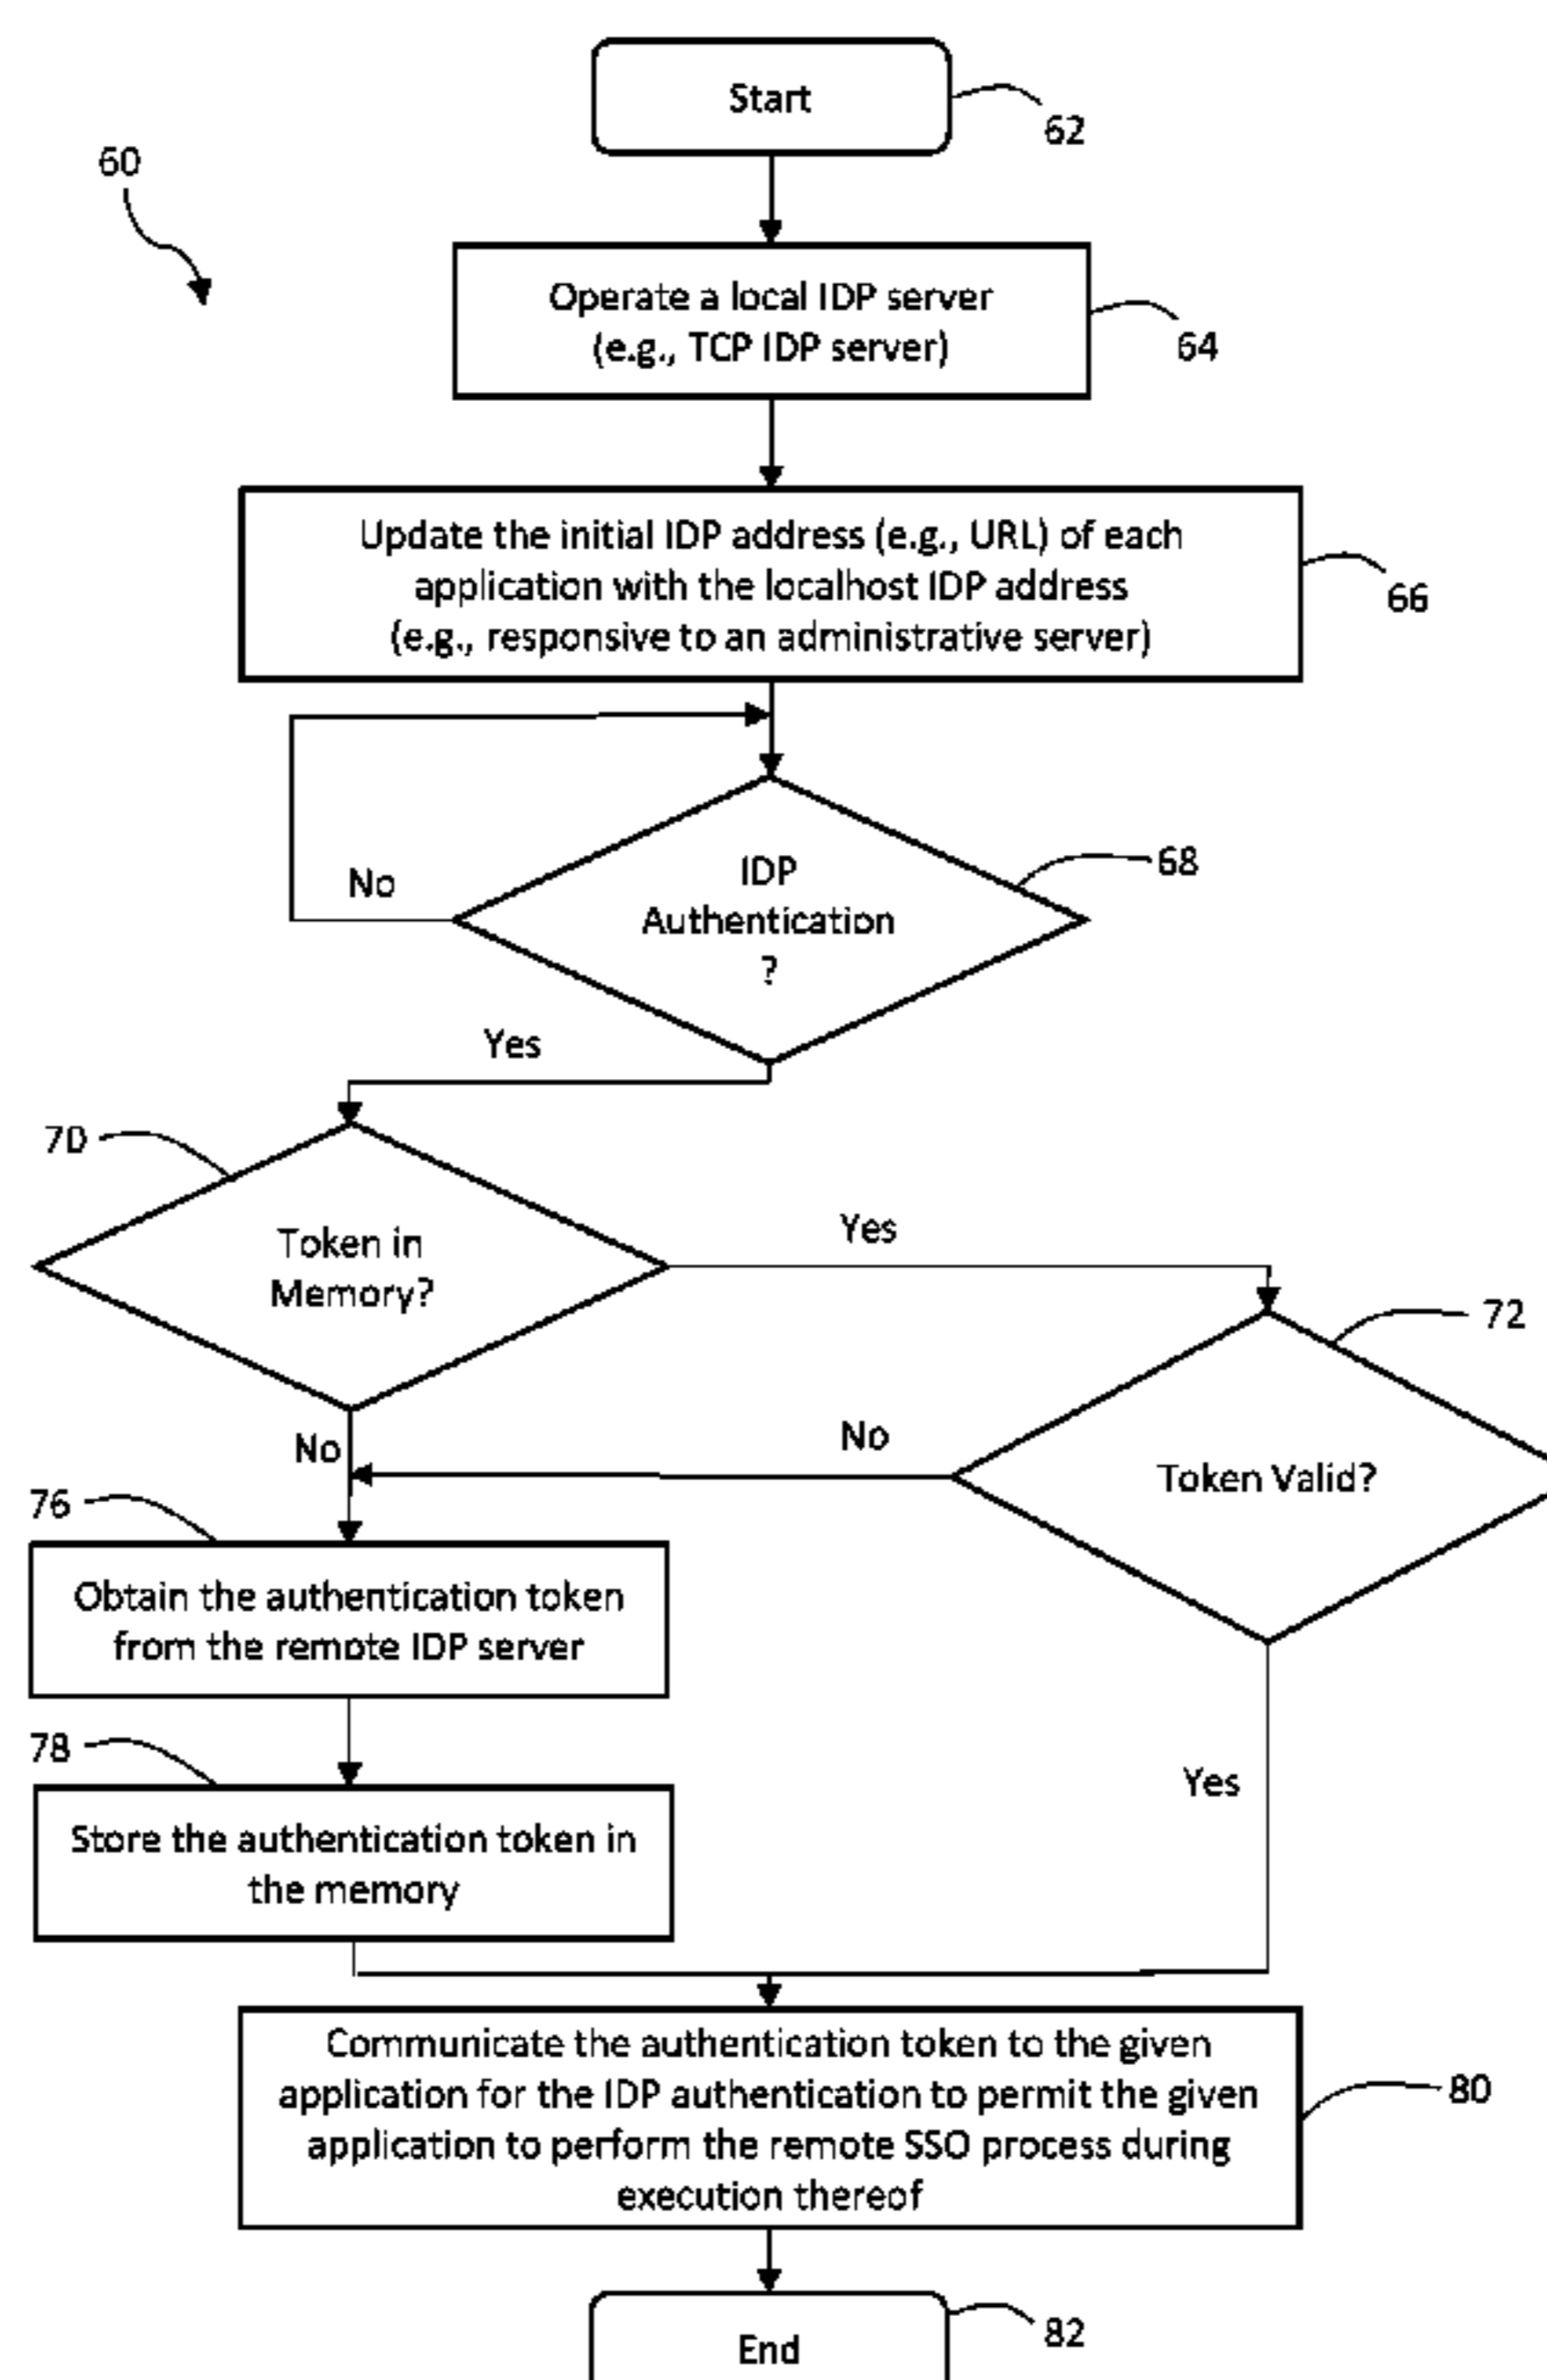 Start
62
60
Operate a local IDP server
(e.g., TCP IDP server)
64
Update the initial IDP address (e.g., URL) of each
application with the localhost IDP address
(e.g., responsive to an administrative server)
66
IDP
Authentication
?
68
No
Yes
70
Token in
Memory?
Yes
72
No
No
Token Valid?
76
Obtain the authentication token
from the remote IDP server
78
Store the authentication token in
the memory
Yes
Communicate the authentication token to the given
application for the IDP authentication to permit the given
application to perform the remote SSO process during
execution thereof
80
End
82